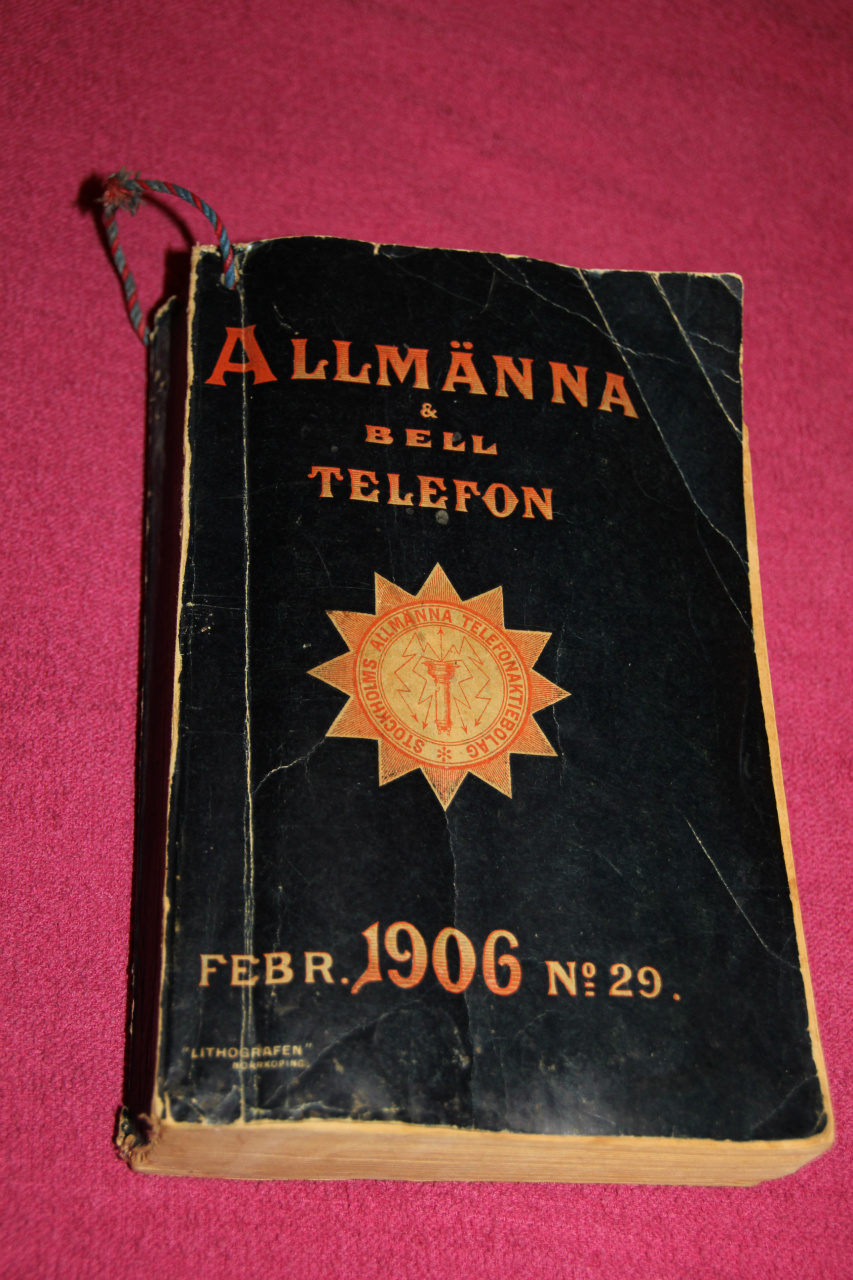 ALLMÄNNA
&
BELL
TELEFON
STOCKHOLMS ALLMÄNNA TELEFONAKTIEBOLAG *
FEBR. 1906 Nº 29.
"LITHOGRAFEN"
NORRKÖPING.